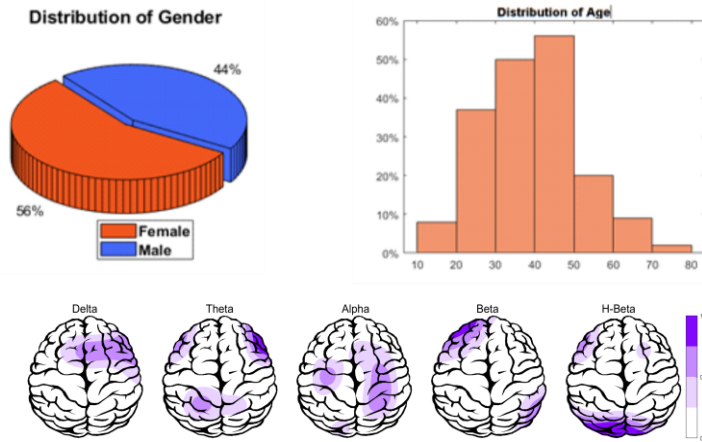 Distribution of Gender
44%
56%
Female
Male
Distribution of Age
60%
50%
40%
30%
20%
10%
0%
10 20 30 40 50 60 70 80
Delta Theta Alpha Beta H-Beta